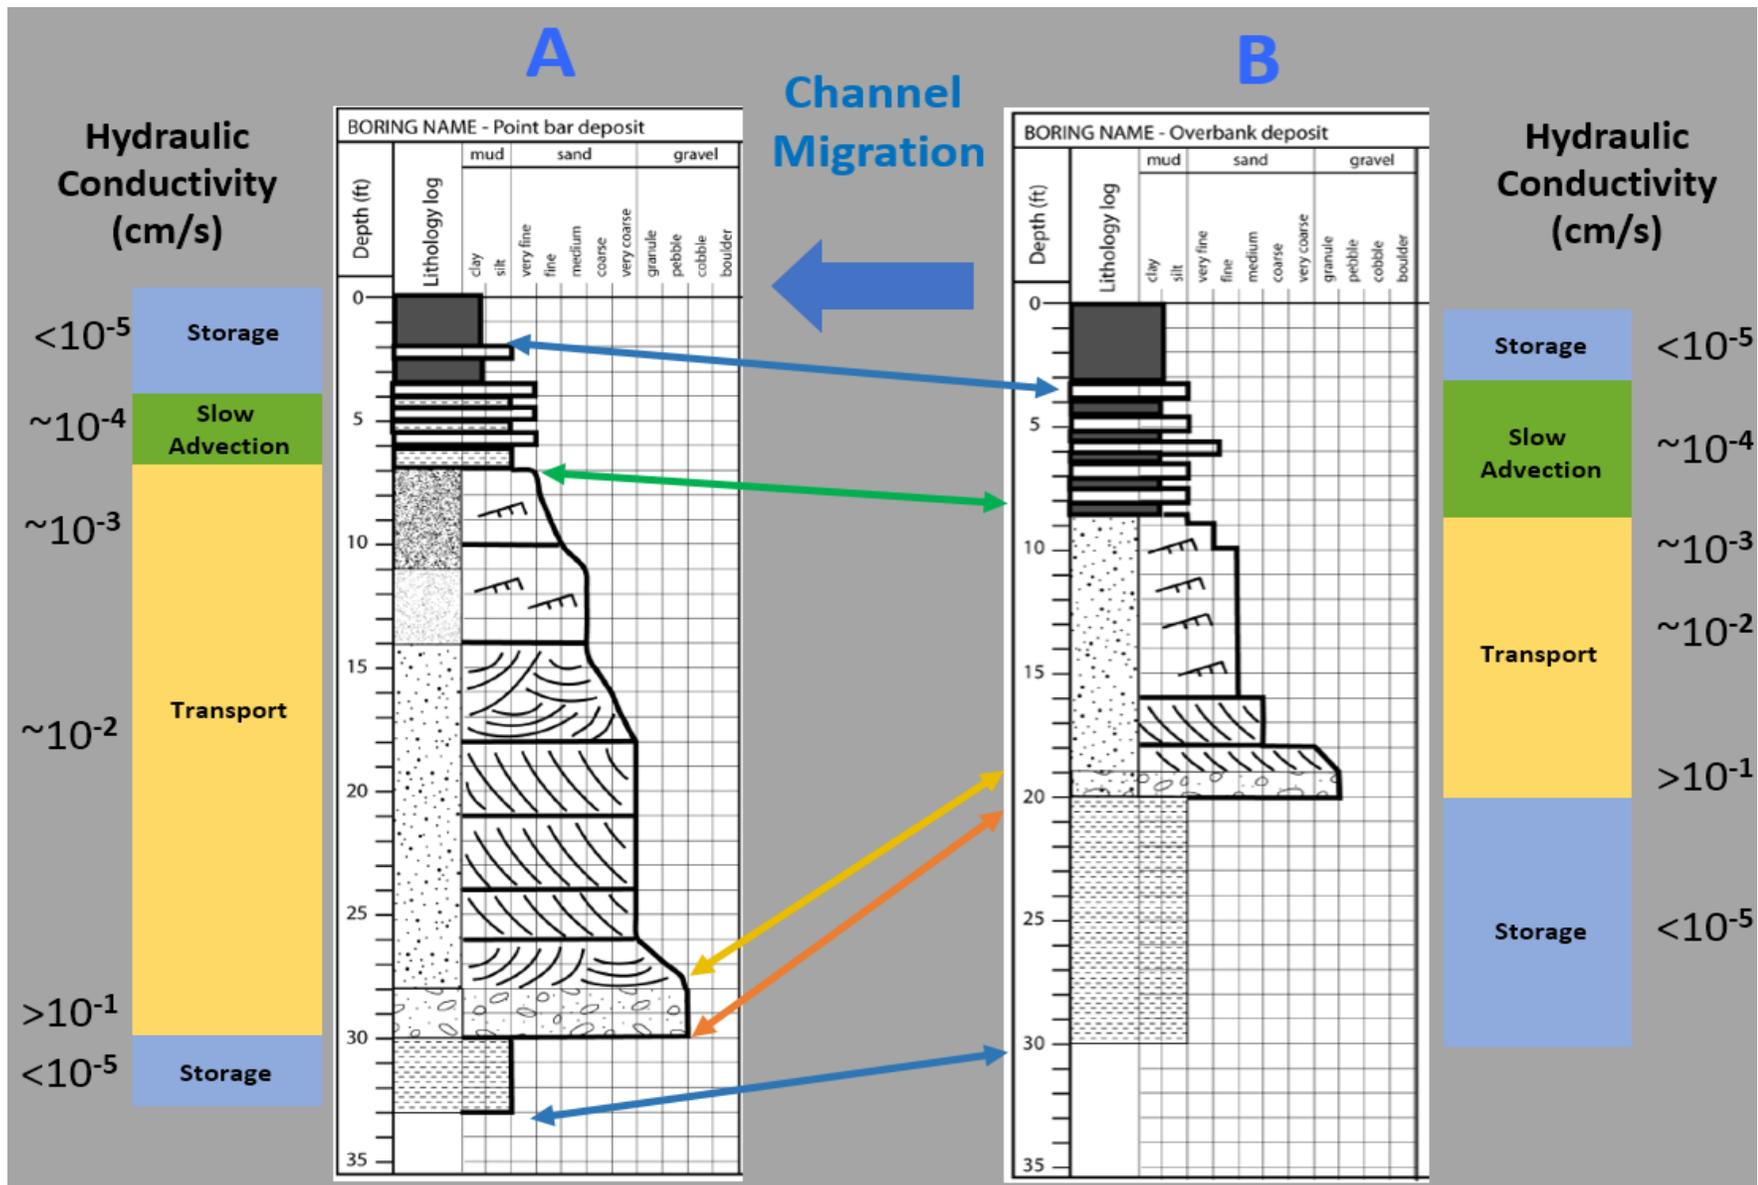 A
B
Channel
Migration
Hydraulic
Conductivity
(cm/s)
<10-5
~10-4
~10-3
~10-2
>10-1
<10-5
Storage
Slow
Advection
Transport
Storage
BORING NAME - Point bar deposit
mud sand gravel
Depth (ft)
Lithology log
clay
silt
very fine
fine
medium
coarse
very coarse
granule
pebble
cobble
boulder
0
5
10
15
20
25
30
35
BORING NAME - Overbank deposit
mud sand gravel
Depth (ft)
Lithology log
clay
silt
very fine
fine
medium
coarse
very coarse
granule
pebble
cobble
boulder
0
5
10
15
20
25
30
35
Storage
Slow
Advection
Transport
Storage
Hydraulic
Conductivity
(cm/s)
<10-5
~10-4
~10-3
~10-2
>10-1
<10-5